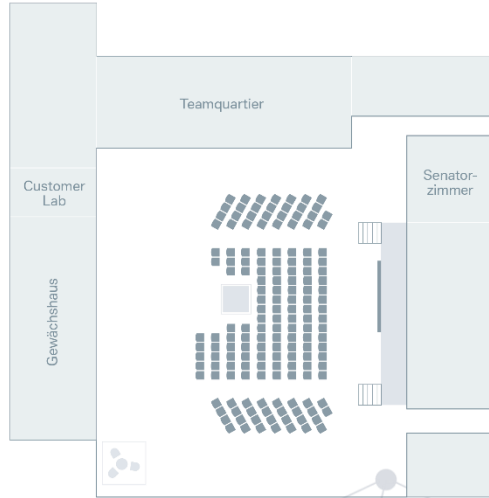 Teamquartier
Senator-
zimmer
Customer
Lab
Gewächshaus